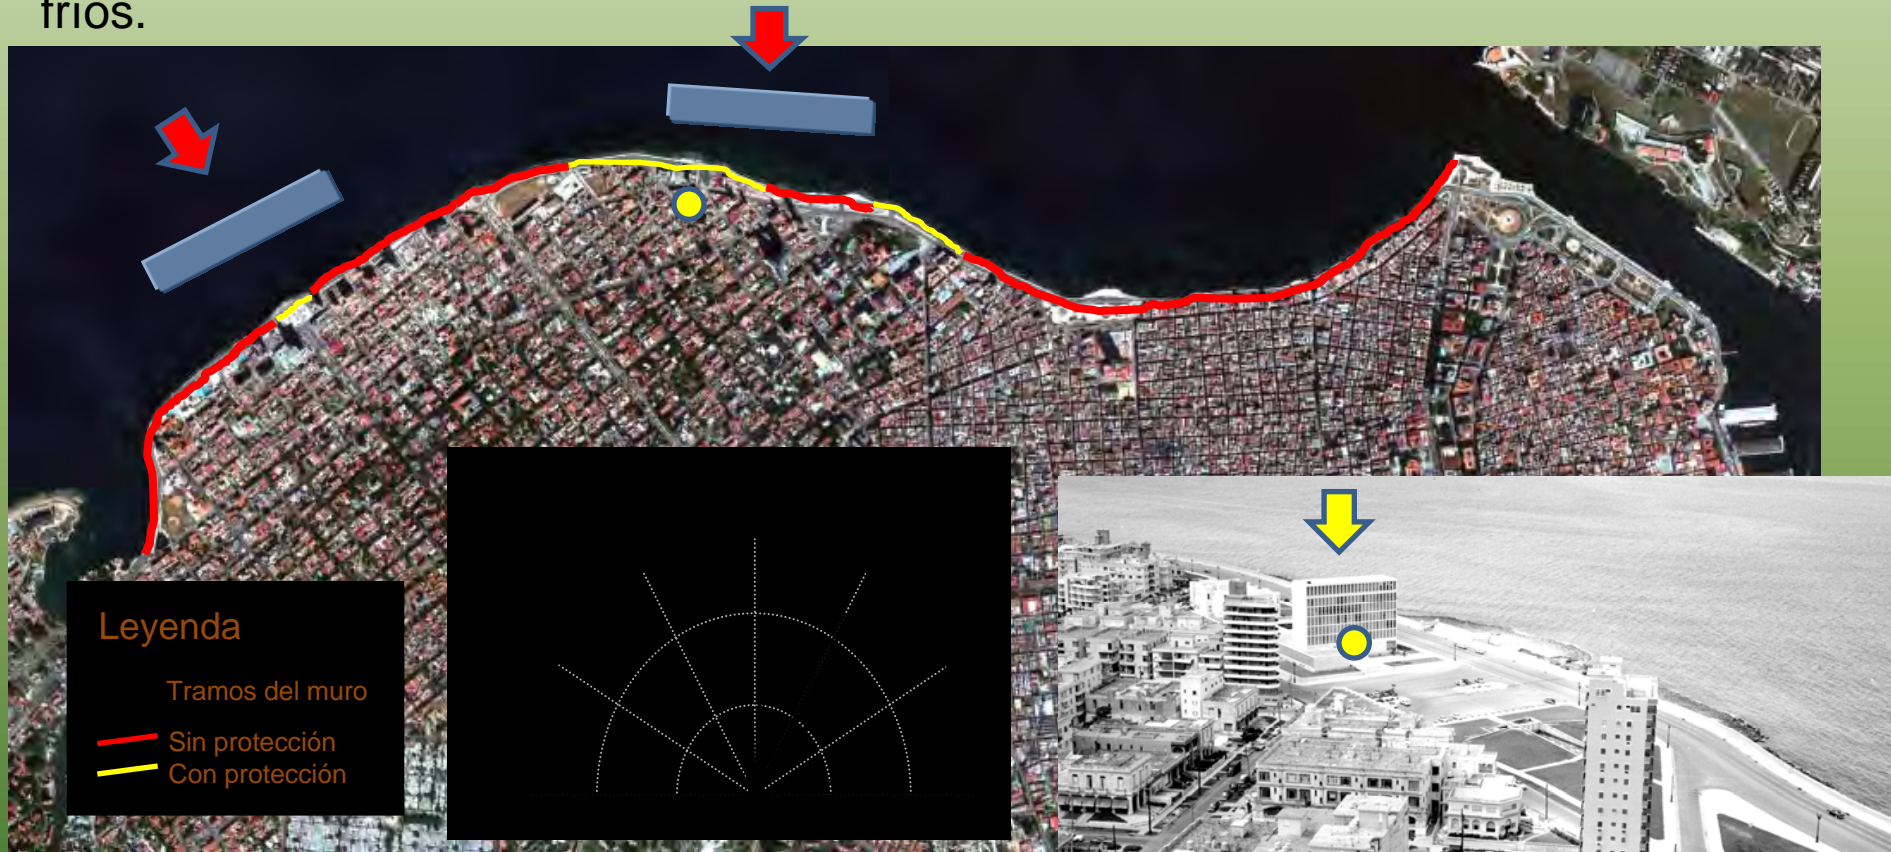 fríos.
Leyenda
Tramos del muro
Sin protección
Con protección